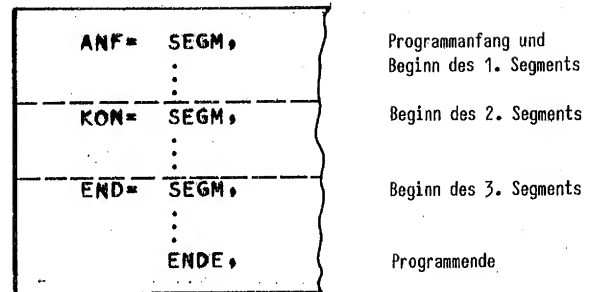 ANF= SEGM, Programmanfang und
Beginn des 1. Segments
KON= SEGM, Beginn des 2. Segments
END= SEGM, Beginn des 3. Segments
ENDE, Programmende